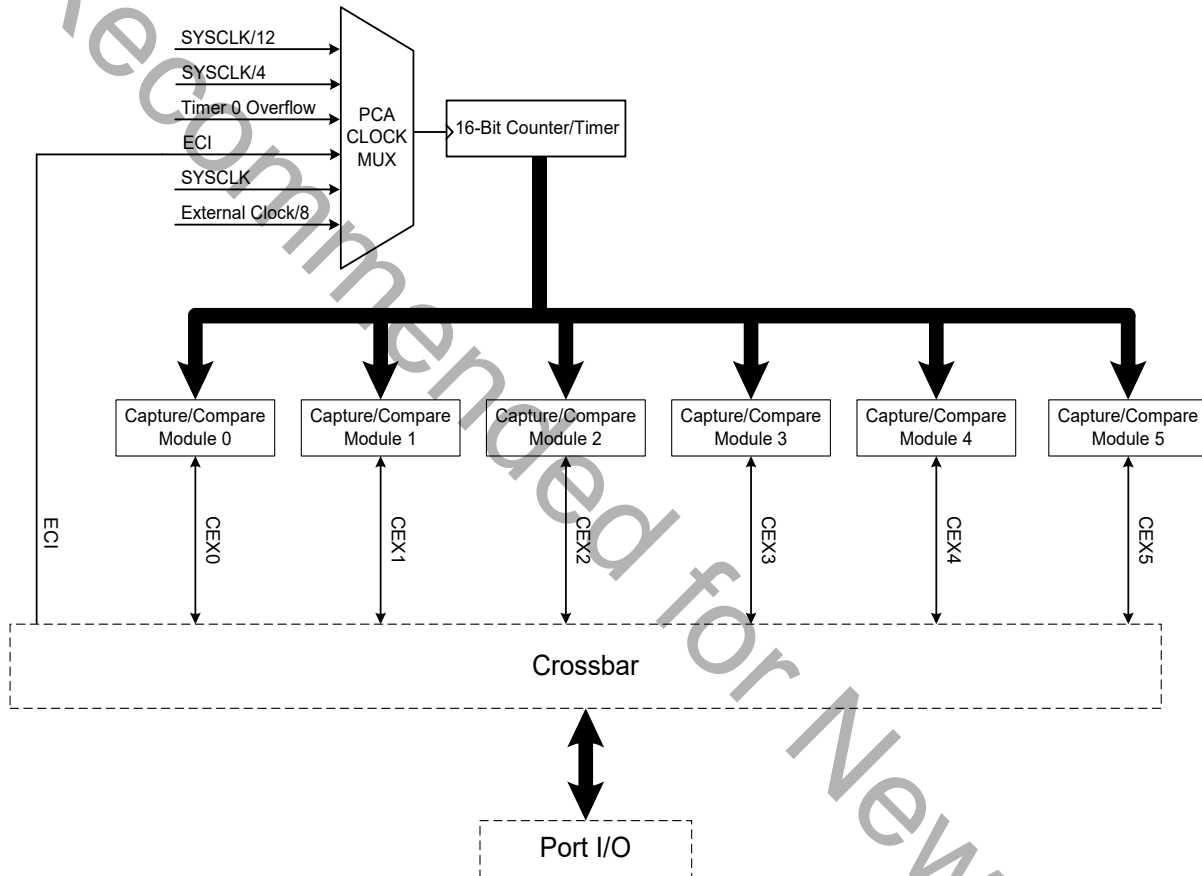 SYSCLK/12
SYSCLK/4
Timer 0 Overflow
ECI
SYSCLK
External Clock/8
PCA
CLOCK
MUX
16-Bit Counter/Timer
Capture/Compare
Module 0
Capture/Compare
Module 1
Capture/Compare
Module 2
Capture/Compare
Module 3
Capture/Compare
Module 4
Capture/Compare
Module 5
ECI
CEX0
CEX1
CEX2
CEX3
CEX4
CEX5
Crossbar
Port I/O
Recommended for New